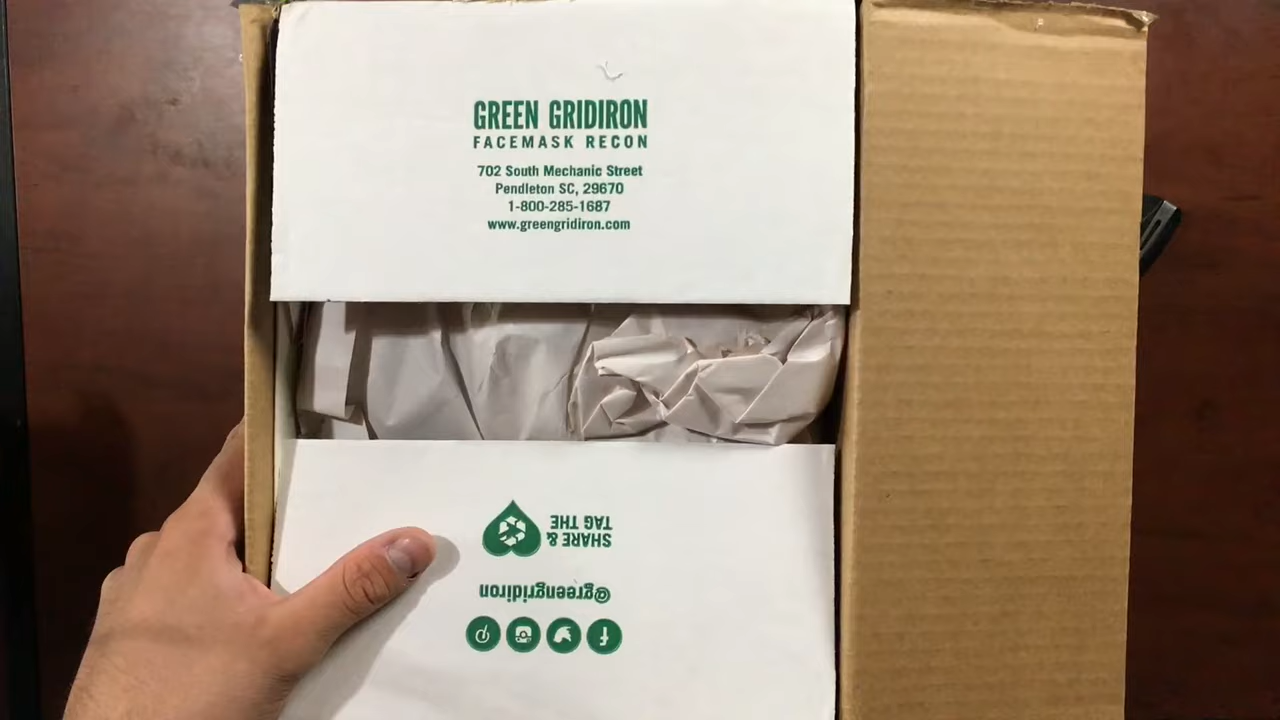 GREEN GRIDIRON
FACEMASK RECON
702 South Mechanic Street
Pendleton SC, 29670
1-800-285-1687
www.greengridiron.com
SHARE &
TAG THE
@greengridiron